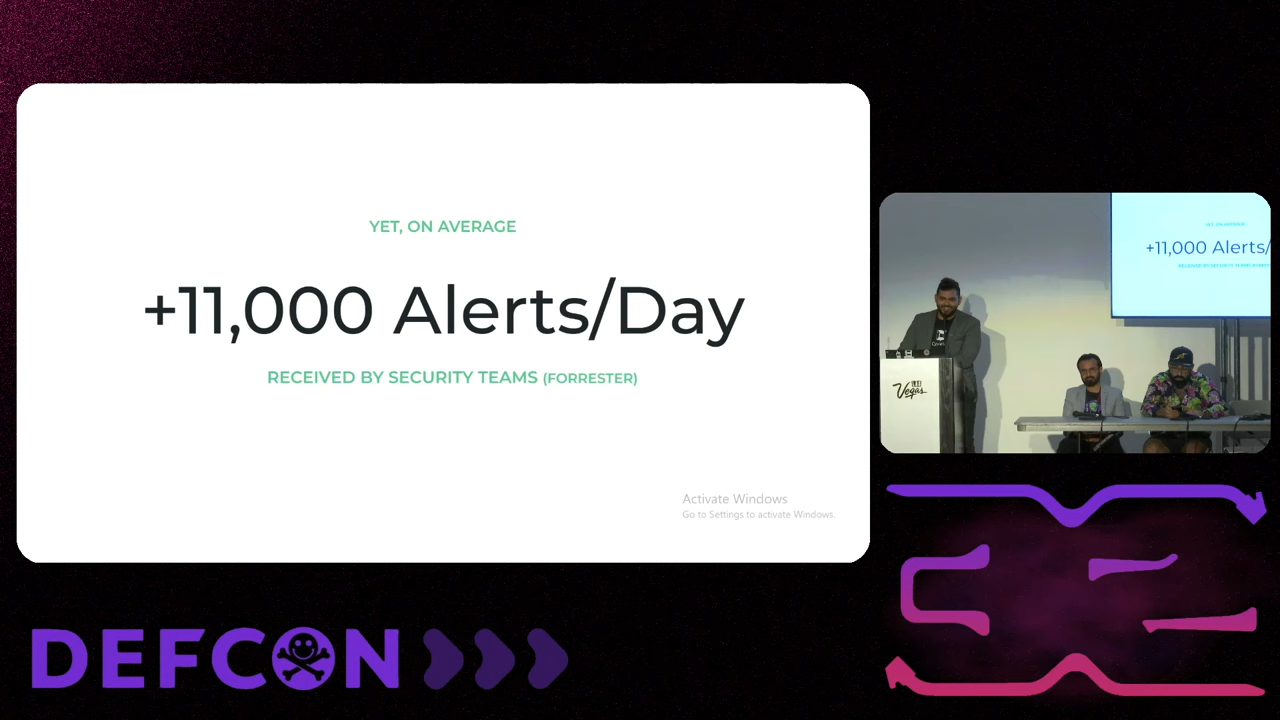 YET, ON AVERAGE
+11,000 Alerts/Day
RECEIVED BY SECURITY TEAMS (FORRESTER)
Activate Windows
Go to Settings to activate Windows.
+11,000 Alerts/
Vegas
DEFCON